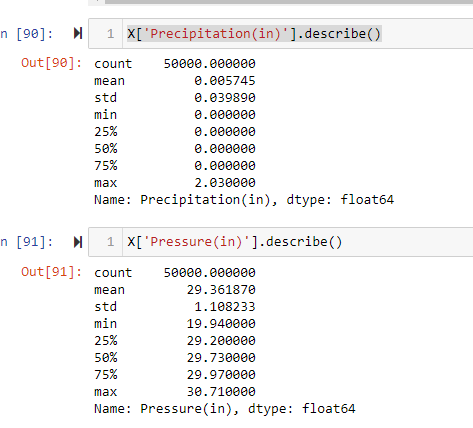 n [90]: 1 X['Precipitation(in)'].describe()
Out[90]: count 50000.000000
mean 0.005745
std 0.039890
min 0.000000
25% 0.000000
50% 0.000000
75% 0.000000
max 2.030000
Name: Precipitation(in), dtype: float64
n [91]: 1 X['Pressure(in)'].describe()
Out[91]: count 50000.000000
mean 29.361870
std 1.108233
min 19.940000
25% 29.200000
50% 29.730000
75% 29.970000
max 30.710000
Name: Pressure(in), dtype: float64